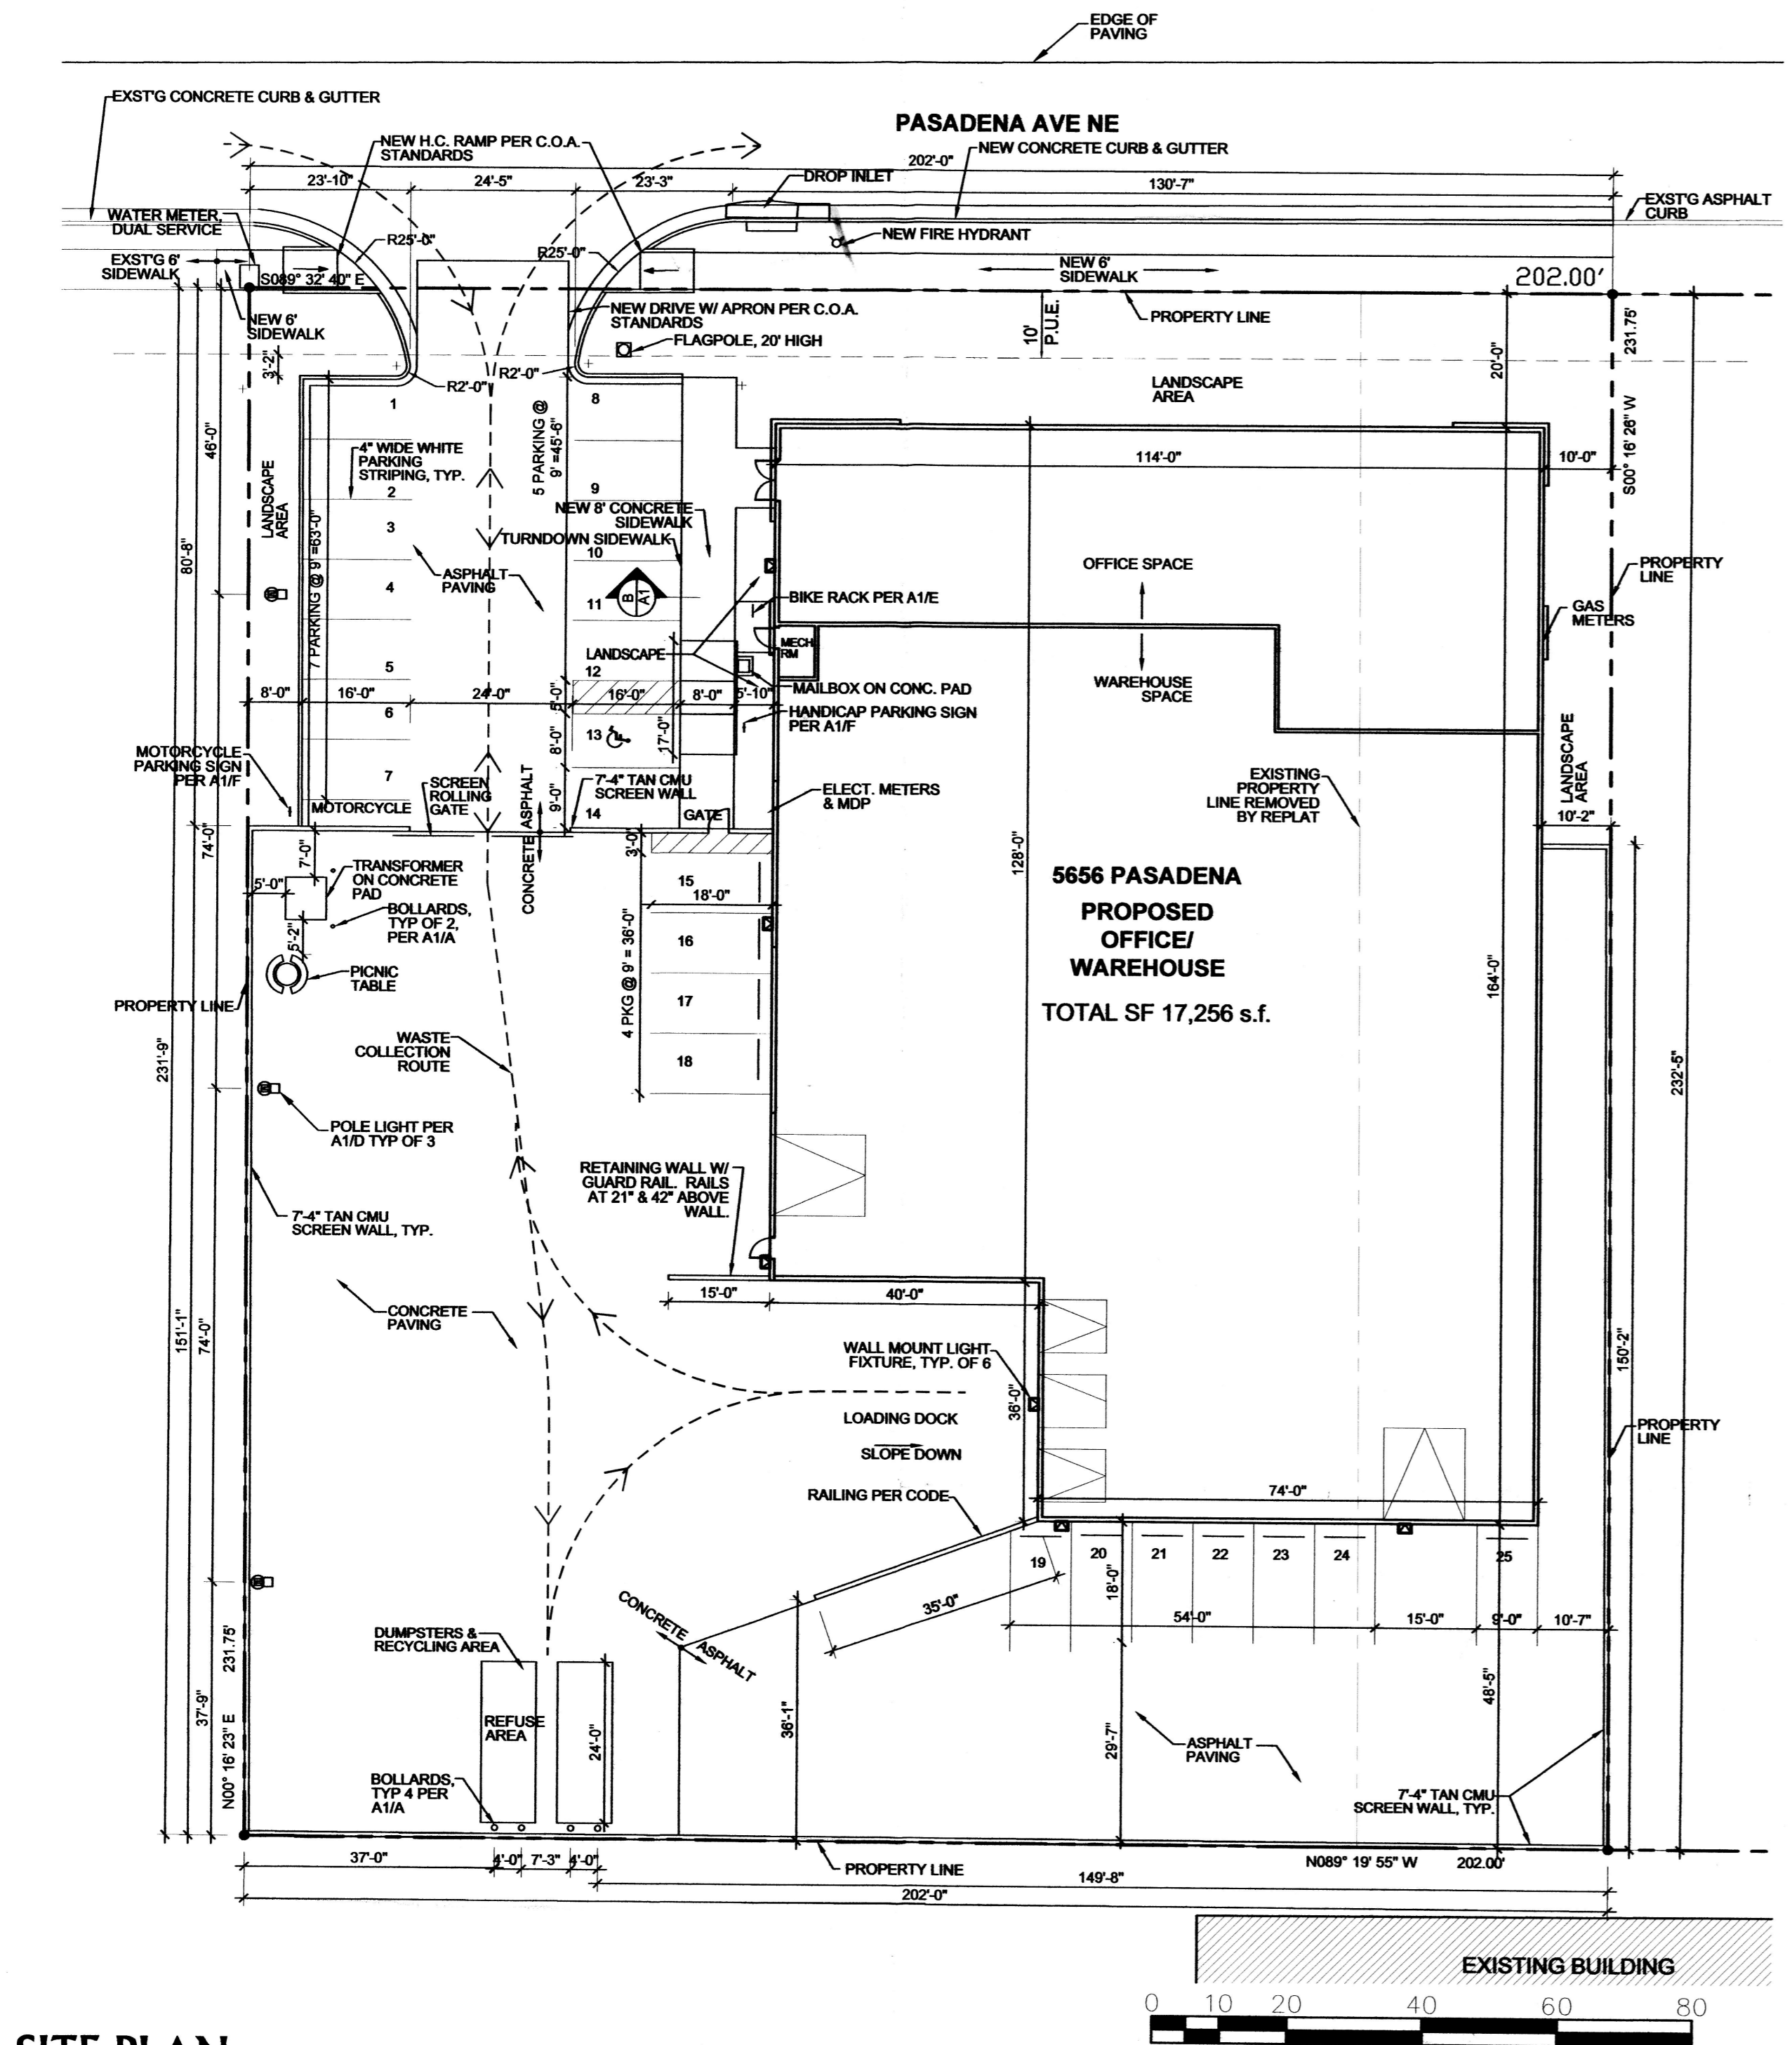 EDGE OF
PAVING
EXST'G CONCRETE CURB & GUTTER
PASADENA AVE NE
NEW H.C. RAMP PER C.O.A.
STANDARDS
NEW CONCRETE CURB & GUTTER
202'-0"
23'-10"
24'-5"
23'-3"
DROP INLET
130'-7"
EXST'G ASPHALT
CURB
WATER METER,
DUAL SERVICE
R25'-0"
R25'-0"
NEW FIRE HYDRANT
EXST'G 6'
SIDEWALK
S089° 32' 40" E
NEW 6'
SIDEWALK
202.00'
NEW 6'
SIDEWALK
NEW DRIVE W/ APRON PER C.O.A.
STANDARDS
FLAGPOLE, 20' HIGH
10'
P.U.E.
PROPERTY LINE
231.75'
3'-2"
R2'-0"
R2'-0"
20'-0"
LANDSCAPE
AREA
1
8
46'-0"
4" WIDE WHITE
PARKING
STRIPING, TYP.
5 PARKING @
9' =45'-6"
114'-0"
10'-0"
S00° 16' 26" W
LANDSCAPE
AREA
2
9
NEW 8' CONCRETE
SIDEWALK
3
TURNDOWN SIDEWALK
10
80'-8"
7 PARKING @ 9' =63'-0"
ASPHALT
PAVING
4
11
B
A1
BIKE RACK PER A1/E
OFFICE SPACE
PROPERTY
LINE
GAS
METERS
LANDSCAPE
MECH
RM
5
12
WAREHOUSE
SPACE
8'-0"
16'-0"
24'-0"
5'-0"
16'-0"
8'-0"
5'-10"
MAILBOX ON CONC. PAD
6
13
8'-0"
17'-0"
HANDICAP PARKING SIGN
PER A1/F
LANDSCAPE
AREA
MOTORCYCLE
PARKING SIGN
PER A1/F
7
SCREEN
ROLLING
GATE
9'-0"
7'-4" TAN CMU
SCREEN WALL
ELECT. METERS
& MDP
EXISTING
PROPERTY
LINE REMOVED
BY REPLAT
MOTORCYCLE
14
GATE
CONCRETE
ASPHALT
10'-2"
74'-0"
7'-0"
3'-0"
128'-0"
TRANSFORMER
ON CONCRETE
PAD
5'-0"
15
18'-0"
5656 PASADENA
PROPOSED
OFFICE/
WAREHOUSE
TOTAL SF 17,256 s.f.
BOLLARDS,
TYP OF 2,
PER A1/A
5'-2"
16
PICNIC
TABLE
PROPERTY LINE
4 PKG @ 9' = 36'-0"
17
164'-0"
231'-9"
WASTE
COLLECTION
ROUTE
18
232'-5"
POLE LIGHT PER
A1/D TYP OF 3
RETAINING WALL W/
GUARD RAIL. RAILS
AT 21" & 42" ABOVE
WALL.
7'-4" TAN CMU
SCREEN WALL, TYP.
15'-0"
40'-0"
CONCRETE
PAVING
151'-1"
74'-0"
150'-2"
WALL MOUNT LIGHT
FIXTURE, TYP. OF 6
36'-0"
LOADING DOCK
SLOPE DOWN
PROPERTY
LINE
RAILING PER CODE
74'-0"
19
20
21
22
23
24
25
18'-0"
35'-0"
54'-0"
15'-0"
9'-0"
10'-7"
CONCRETE
ASPHALT
DUMPSTERS &
RECYCLING AREA
231.75'
37'-9"
N00° 16' 23" E
REFUSE
AREA
24'-0"
36'-1"
29'-7"
48'-5"
ASPHALT
PAVING
BOLLARDS,
TYP 4 PER
A1/A
7'-4" TAN CMU
SCREEN WALL, TYP.
37'-0"
4'-0"
7'-3"
4'-0"
PROPERTY LINE
N089° 19' 55" W
202.00'
149'-8"
202'-0"
EXISTING BUILDING
0 10 20 40 60 80
SITE PLAN